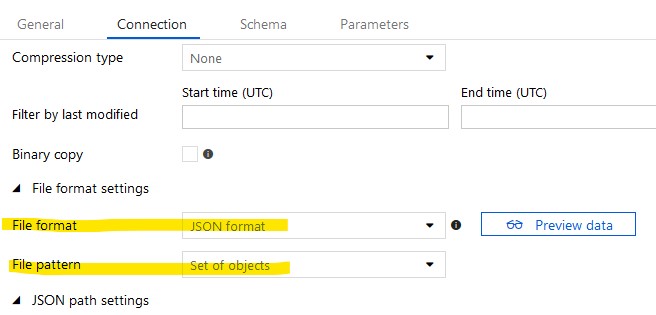 General Connection Schema Parameters
Compression type None
Start time (UTC) End time (UTC)
Filter by last modified
Binary copy
File format settings
File format JSON format Preview data
File pattern Set of objects
JSON path settings